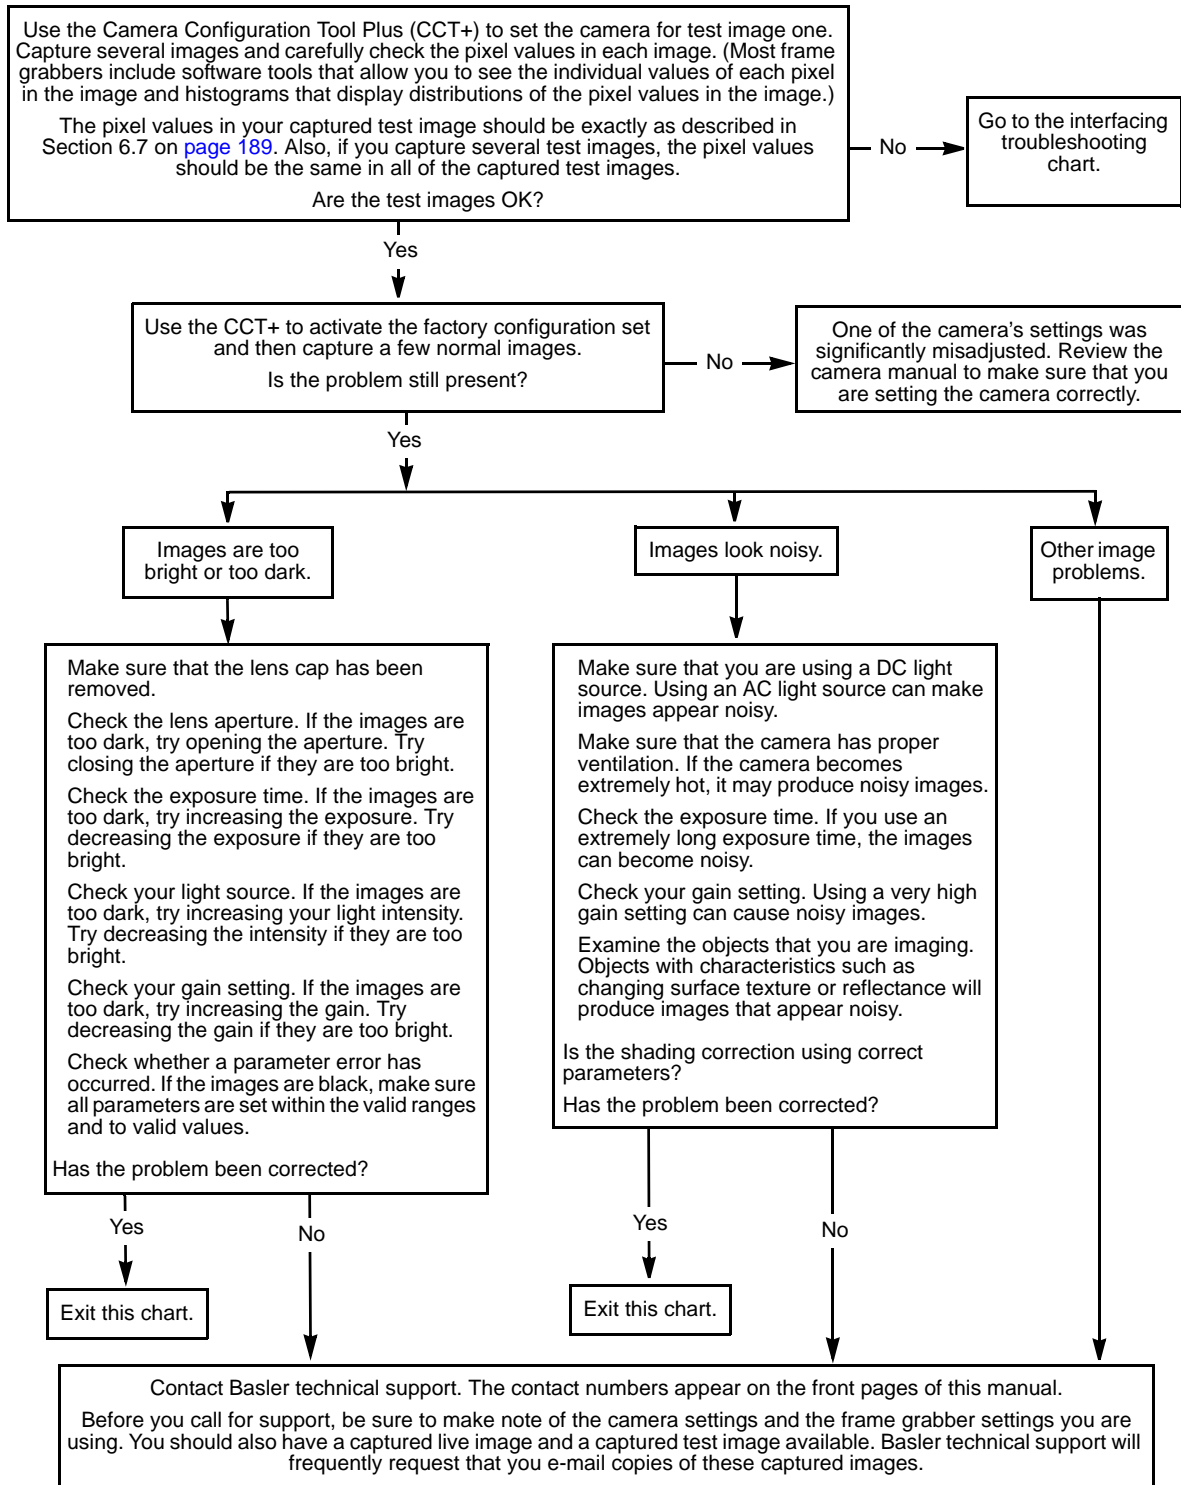 Use the Camera Configuration Tool Plus (CCT+) to set the camera for test image one.
Capture several images and carefully check the pixel values in each image. (Most frame
grabbers include software tools that allow you to see the individual values of each pixel
in the image and histograms that display distributions of the pixel values in the image.)
The pixel values in your captured test image should be exactly as described in
Section 6.7 on page 189. Also, if you capture several test images, the pixel values
should be the same in all of the captured test images.
Are the test images OK?
No
Go to the interfacing
troubleshooting
chart.
Yes
Use the CCT+ to activate the factory configuration set
and then capture a few normal images.
Is the problem still present?
No
One of the camera's settings was
significantly misadjusted. Review the
camera manual to make sure that you
are setting the camera correctly.
Yes
Images are too
bright or too dark.
Images look noisy.
Other image
problems.
Make sure that the lens cap has been
removed.
Check the lens aperture. If the images are
too dark, try opening the aperture. Try
closing the aperture if they are too bright.
Check the exposure time. If the images are
too dark, try increasing the exposure. Try
decreasing the exposure if they are too
bright.
Check your light source. If the images are
too dark, try increasing your light intensity.
Try decreasing the intensity if they are too
bright.
Check your gain setting. If the images are
too dark, try increasing the gain. Try
decreasing the gain if they are too bright.
Check whether a parameter error has
occurred. If the images are black, make sure
all parameters are set within the valid ranges
and to valid values.
Has the problem been corrected?
Make sure that you are using a DC light
source. Using an AC light source can make
images appear noisy.
Make sure that the camera has proper
ventilation. If the camera becomes
extremely hot, it may produce noisy images.
Check the exposure time. If you use an
extremely long exposure time, the images
can become noisy.
Check your gain setting. Using a very high
gain setting can cause noisy images.
Examine the objects that you are imaging.
Objects with characteristics such as
changing surface texture or reflectance will
produce images that appear noisy.
Is the shading correction using correct
parameters?
Has the problem been corrected?
Yes
No
Yes
No
Exit this chart.
Exit this chart.
Contact Basler technical support. The contact numbers appear on the front pages of this manual.
Before you call for support, be sure to make note of the camera settings and the frame grabber settings you are
using. You should also have a captured live image and a captured test image available. Basler technical support will
frequently request that you e-mail copies of these captured images.